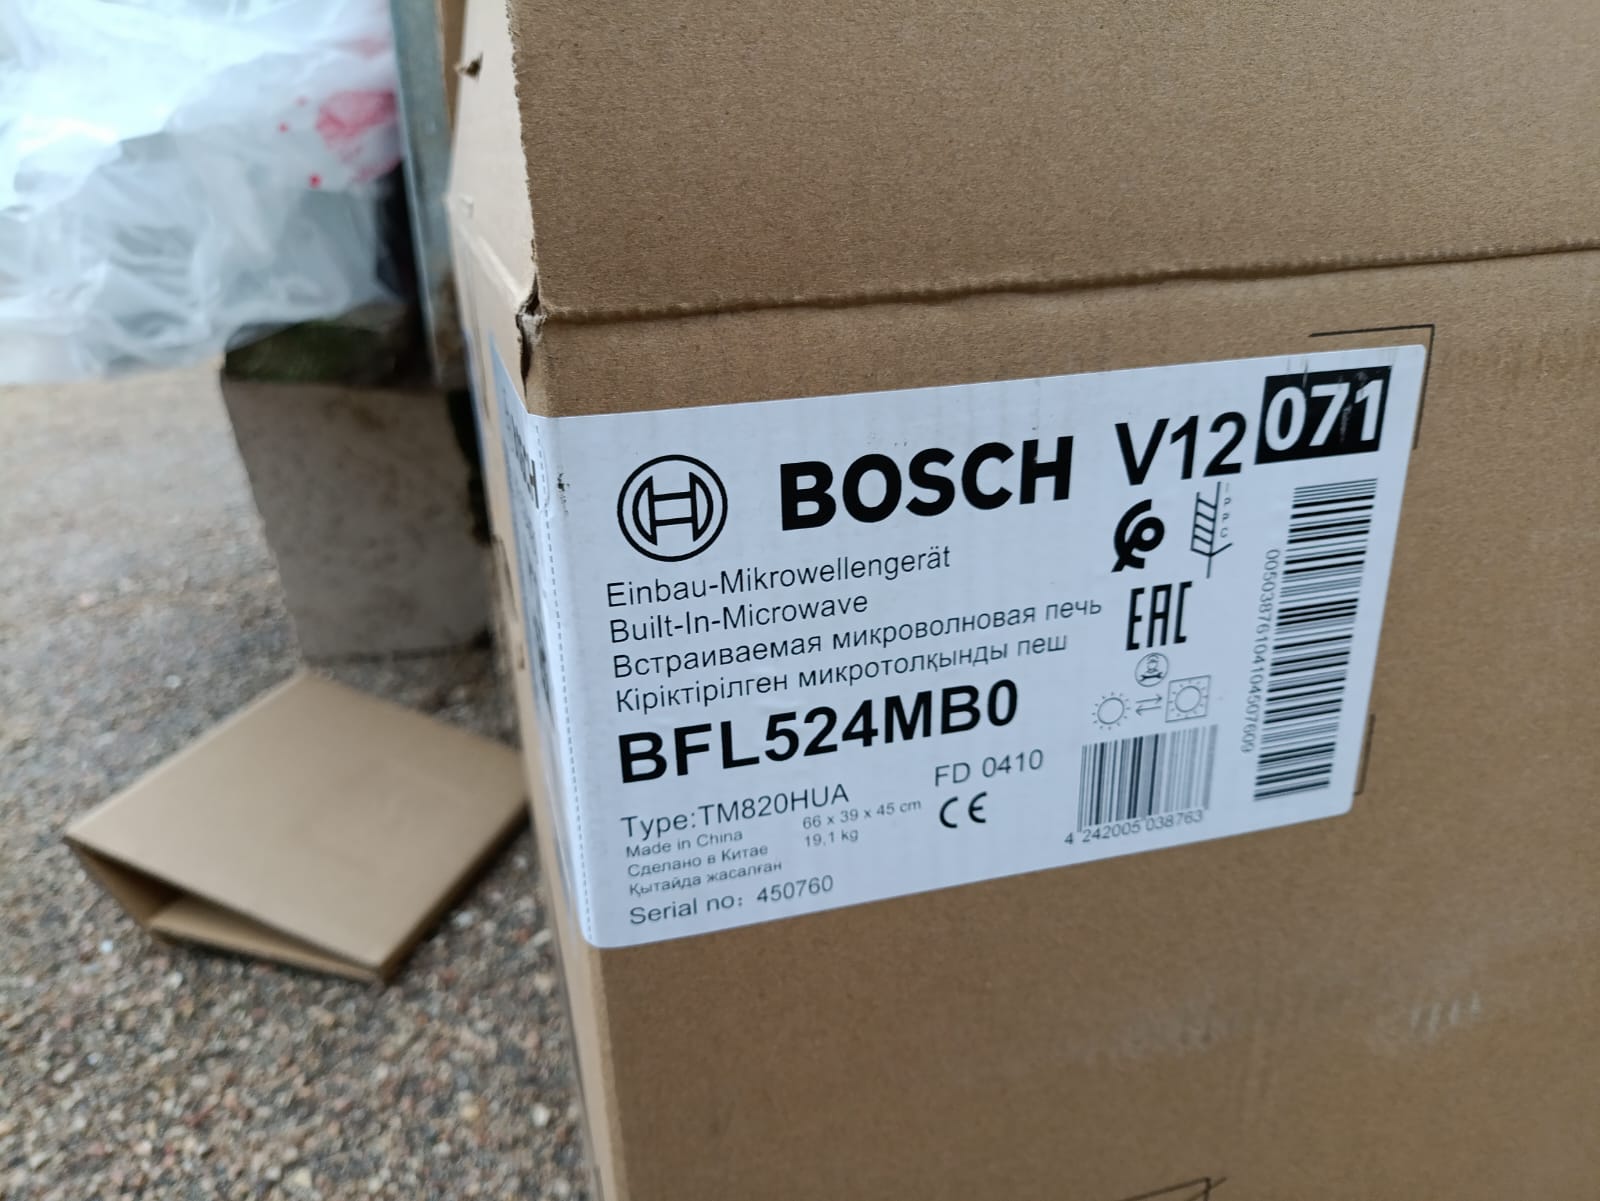 BOSCH V12 071
Einbau-Mikrowellengerät
Built-In-Microwave
Встраиваемая микроволновая печь
Кіріктірілген микротолқынды пеш
BFL524MB0
EAC
Type:TM820HUA FD 0410
Made in China 66 x 39 x 45 cm
Сделано в Китае 19,1 kg
Қытайда жасалған
CE
Serial no: 450760
4 242005 038763